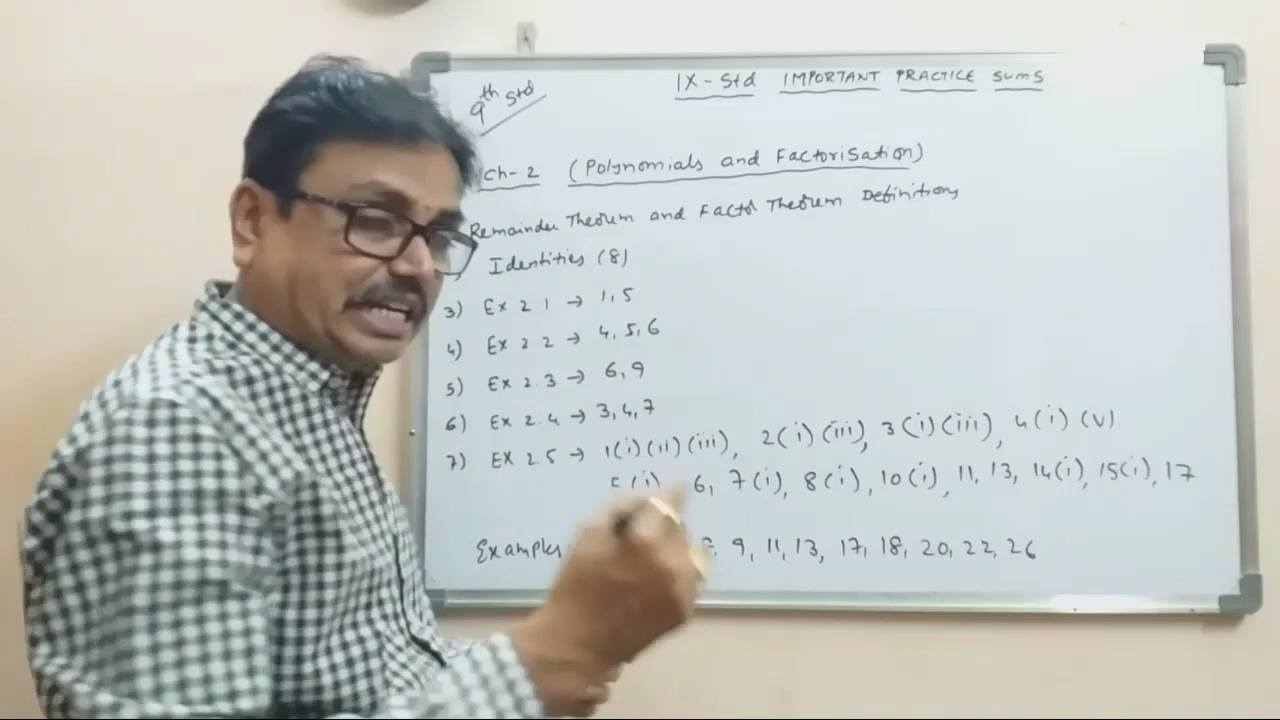 9th Std
IX - Std IMPORTANT PRACTICE SUMS
Ch-2 (Polynomials and Factorisation)
Remainder Theorem and Factor Theorem Definitions
Identities (8)
3) Ex 2.1 → 1,5
4) Ex 2.2 → 4,5,6
5) Ex 2.3 → 6,9
6) Ex 2.4 → 3,4,7
7) EX 2.5 → 1(i)(ii)(iii), 2(i)(iii), 3(i)(iii), 4(i)(v)
5(i) 6, 7(i), 8(i), 10(i), 11, 13, 14(i), 15(i), 17
Examples 9, 11, 13, 17, 18, 20, 22, 26